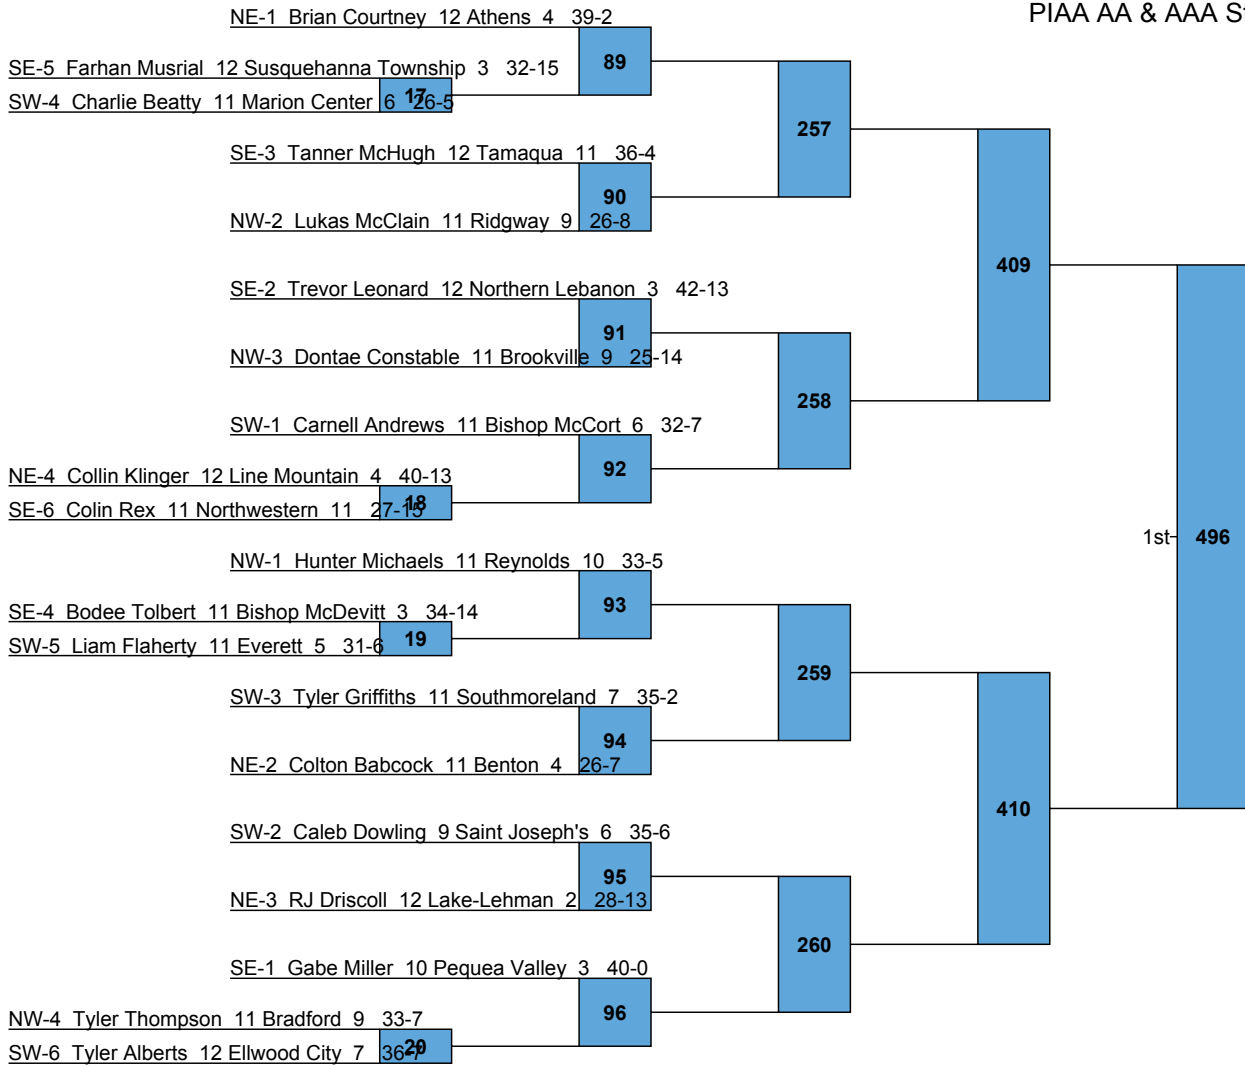 PIAA AA & AAA S
NE-1 Brian Courtney 12 Athens 4 39-2
89
SE-5 Farhan Musrial 12 Susquehanna Township 3 32-15
17
SW-4 Charlie Beatty 11 Marion Center 6 26-5
257
SE-3 Tanner McHugh 12 Tamaqua 11 36-4
90
NW-2 Lukas McClain 11 Ridgway 9 26-8
409
SE-2 Trevor Leonard 12 Northern Lebanon 3 42-13
91
NW-3 Dontae Constable 11 Brookville 9 25-14
258
SW-1 Carnell Andrews 11 Bishop McCort 6 32-7
92
NE-4 Collin Klinger 12 Line Mountain 4 40-13
18
SE-6 Colin Rex 11 Northwestern 11 27-15
1st
496
NW-1 Hunter Michaels 11 Reynolds 10 33-5
93
SE-4 Bodee Tolbert 11 Bishop McDevitt 3 34-14
19
SW-5 Liam Flaherty 11 Everett 5 31-6
259
SW-3 Tyler Griffiths 11 Southmoreland 7 35-2
94
NE-2 Colton Babcock 11 Benton 4 26-7
410
SW-2 Caleb Dowling 9 Saint Joseph's 6 35-6
95
NE-3 RJ Driscoll 12 Lake-Lehman 2 28-13
260
SE-1 Gabe Miller 10 Pequea Valley 3 40-0
96
NW-4 Tyler Thompson 11 Bradford 9 33-7
20
SW-6 Tyler Alberts 12 Ellwood City 7 36-7